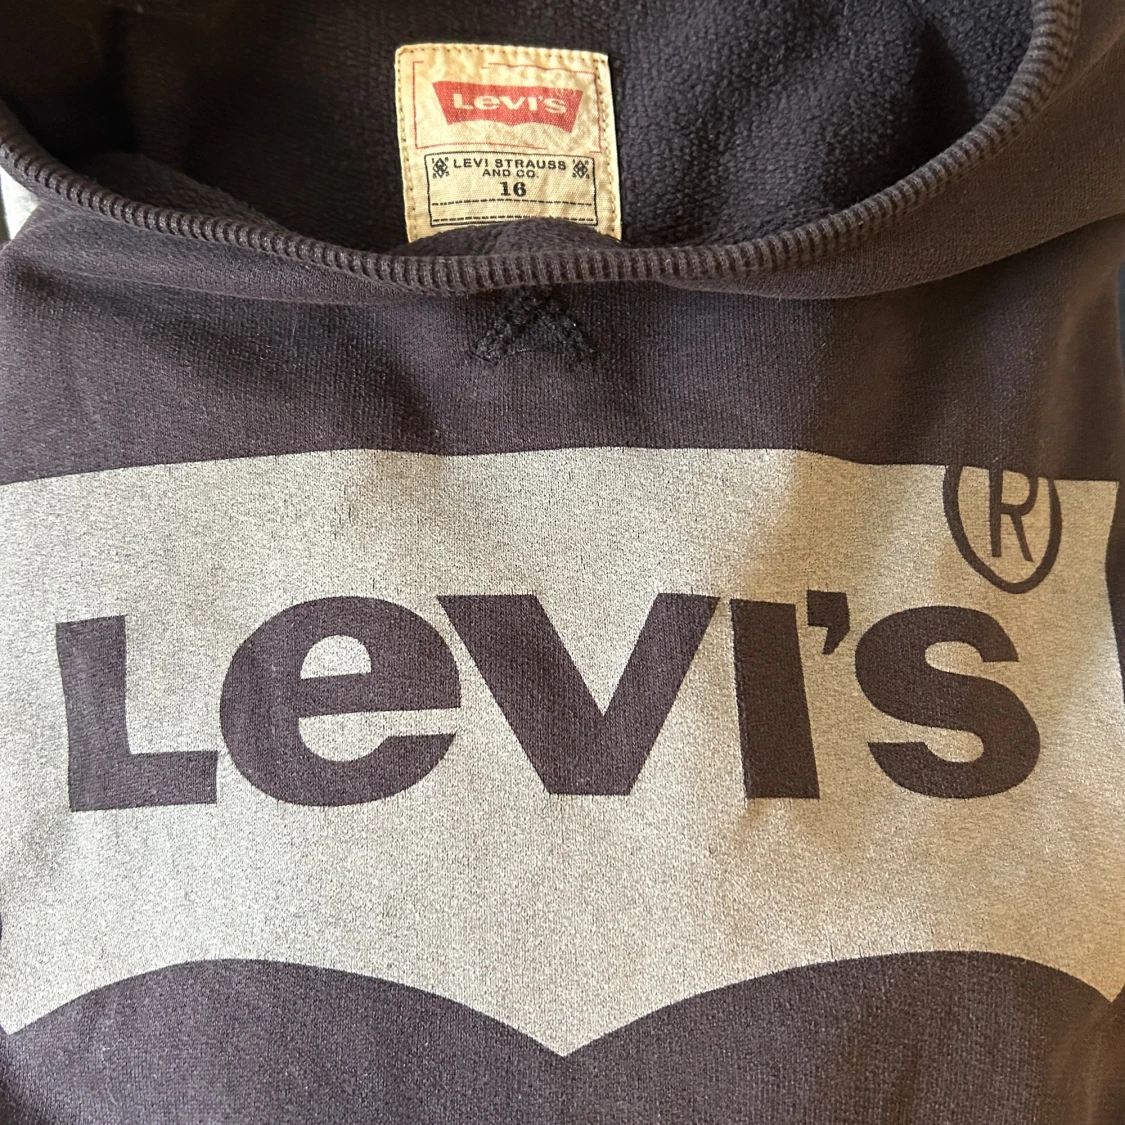 Levi's
LEVI STRAUSS
AND CO.
16
Levi's ®